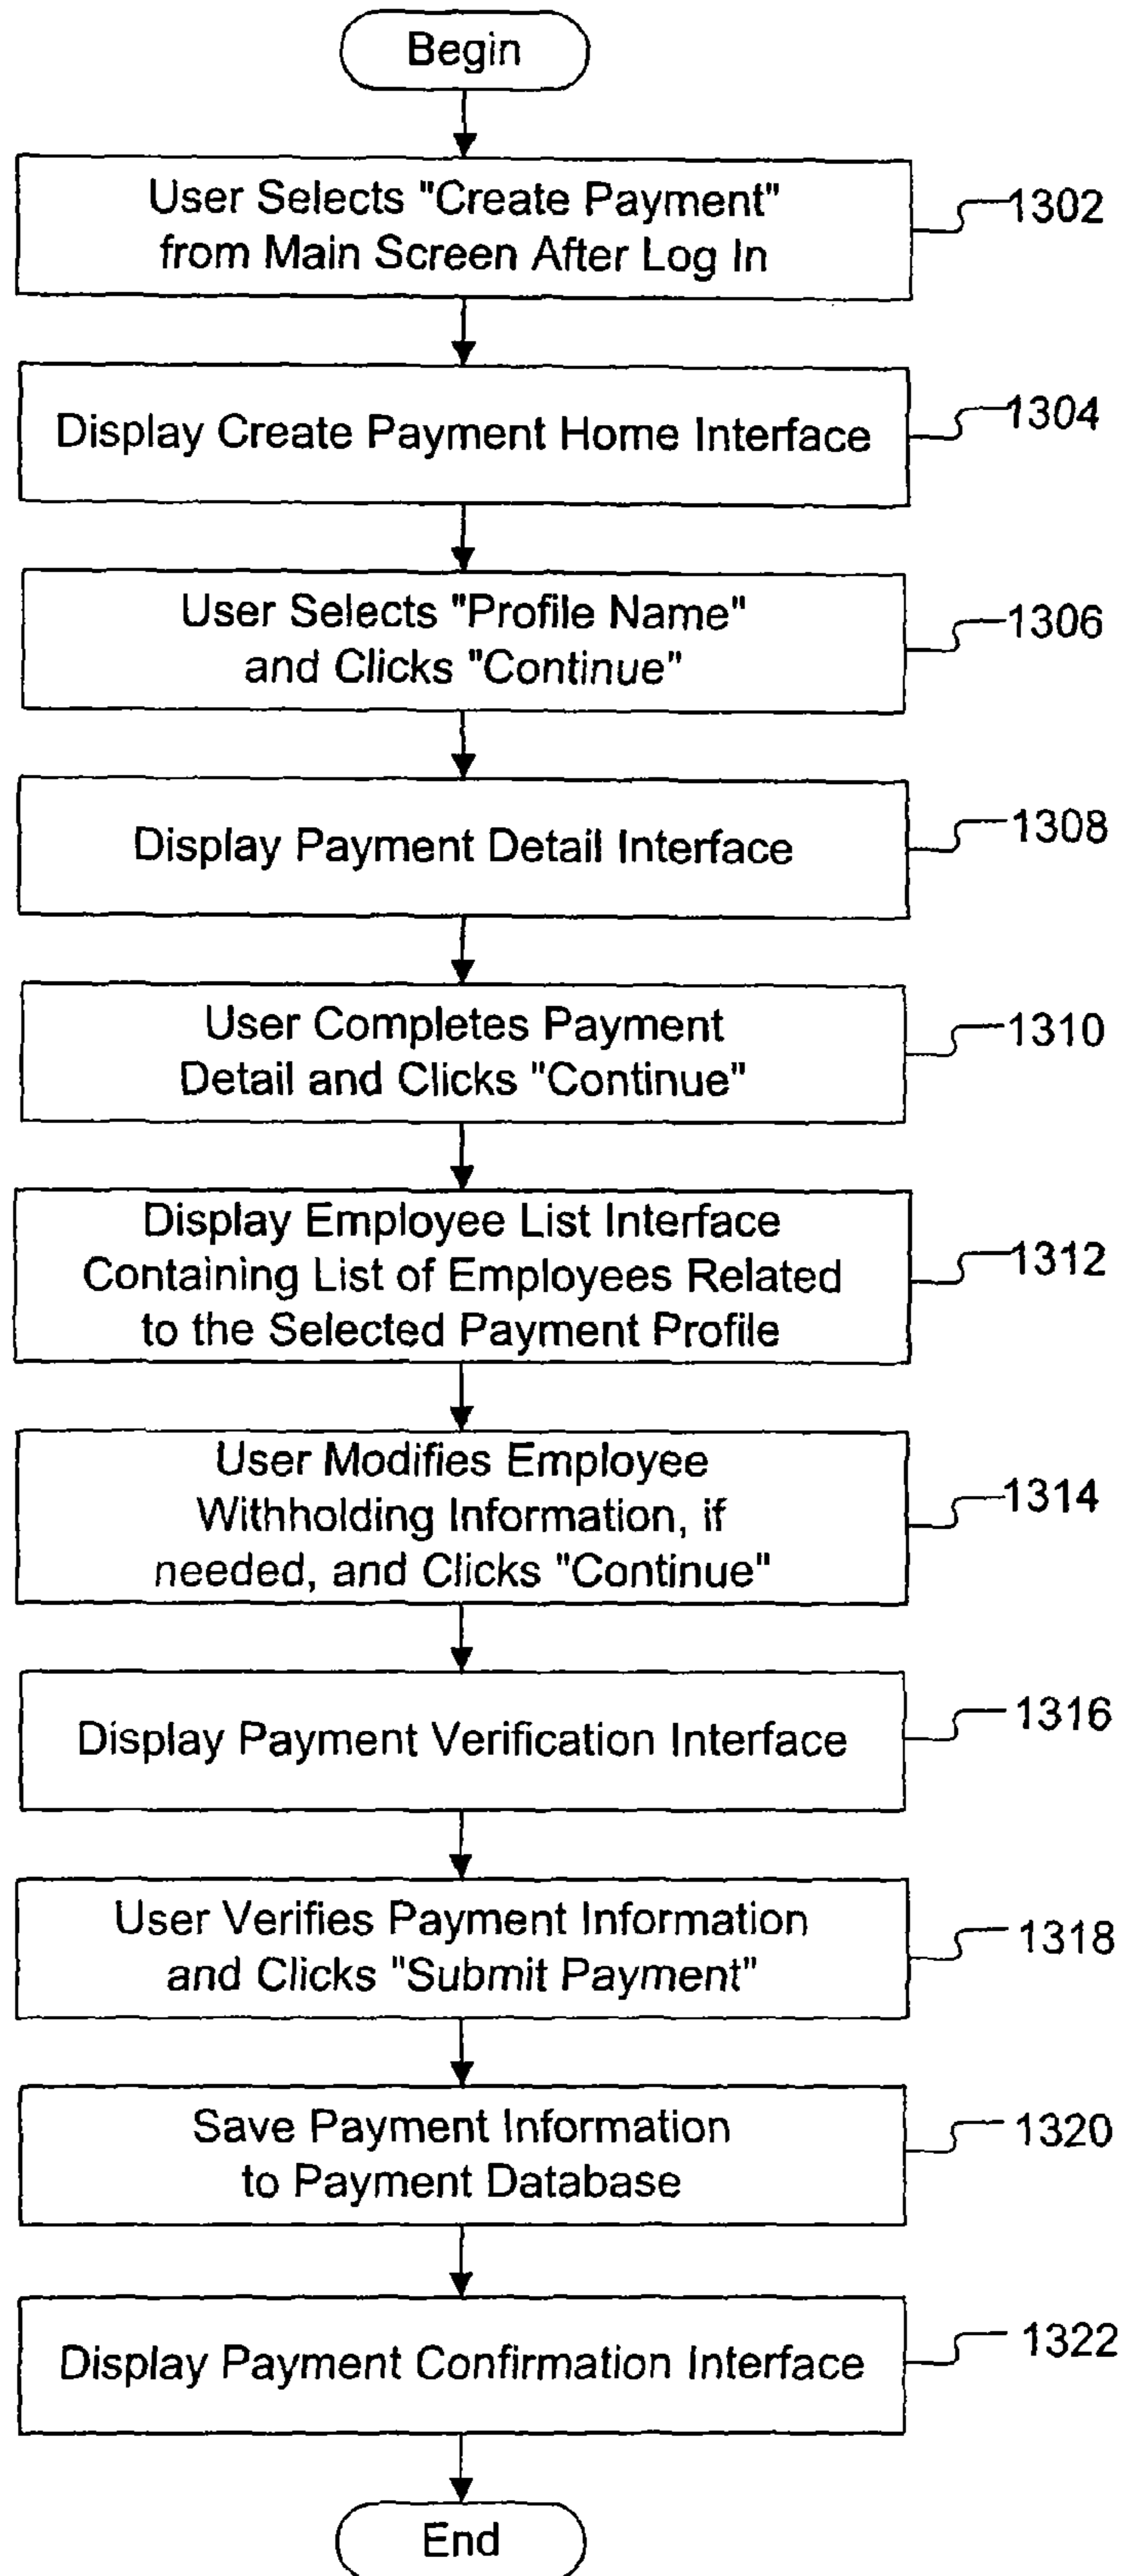 Begin
User Selects "Create Payment"
from Main Screen After Log In
1302
Display Create Payment Home Interface
1304
User Selects "Profile Name"
and Clicks "Continue"
1306
Display Payment Detail Interface
1308
User Completes Payment
Detail and Clicks "Continue"
1310
Display Employee List Interface
Containing List of Employees Related
to the Selected Payment Profile
1312
User Modifies Employee
Withholding Information, if
needed, and Clicks "Continue"
1314
Display Payment Verification Interface
1316
User Verifies Payment Information
and Clicks "Submit Payment"
1318
Save Payment Information
to Payment Database
1320
Display Payment Confirmation Interface
1322
End